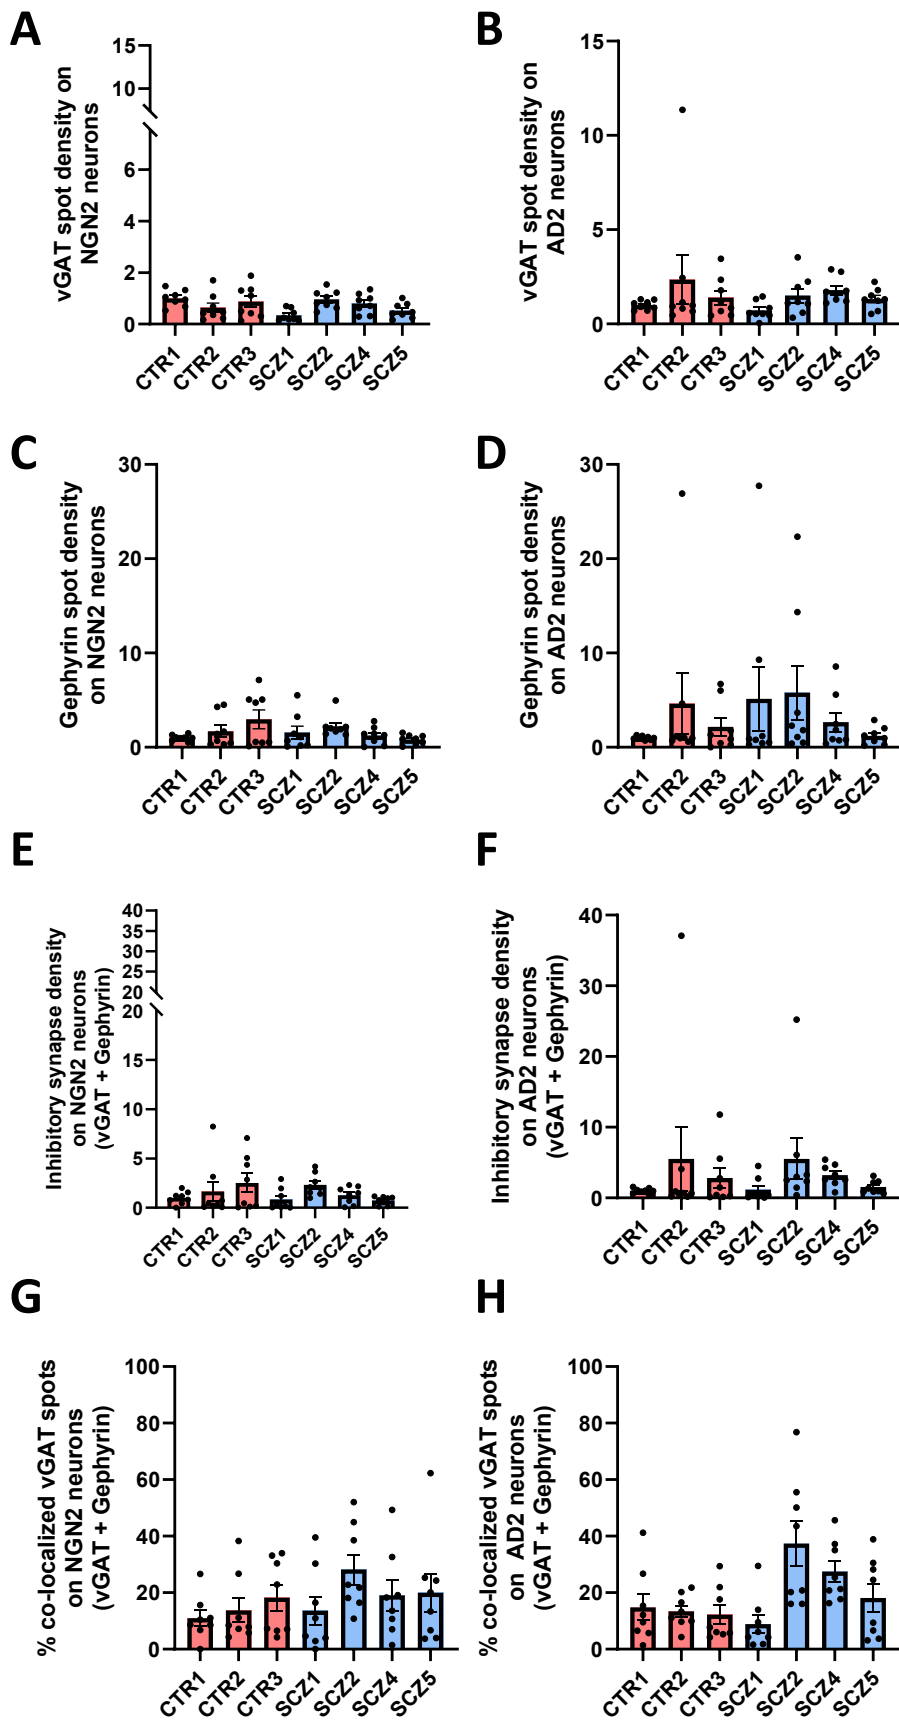 A
vGAT spot density on
NGN2 neurons
15
10
6
4
2
0
CTR1
CTR2
CTR3
SCZ1
SCZ2
SCZ4
SCZ5
B
vGAT spot density on
AD2 neurons
15
10
5
0
CTR1
CTR2
CTR3
SCZ1
SCZ2
SCZ4
SCZ5
C
Gephyrin spot density
on NGN2 neurons
30
20
10
0
CTR1
CTR2
CTR3
SCZ1
SCZ2
SCZ4
SCZ5
D
Gephyrin spot density
on AD2 neurons
30
20
10
0
CTR1
CTR2
CTR3
SCZ1
SCZ2
SCZ4
SCZ5
E
Inhibitory synapse density
on NGN2 neurons
(vGAT + Gephyrin)
40
35
30
25
20
20
15
10
5
0
CTR1
CTR2
CTR3
SCZ1
SCZ2
SCZ4
SCZ5
F
Inhibitory synapse density
on AD2 neurons
(vGAT + Gephyrin)
40
30
20
10
0
CTR1
CTR2
CTR3
SCZ1
SCZ2
SCZ4
SCZ5
G
% co-localized vGAT spots
on NGN2 neurons
(vGAT + Gephyrin)
100
80
60
40
20
0
CTR1
CTR2
CTR3
SCZ1
SCZ2
SCZ4
SCZ5
H
% co-localized vGAT spots
on AD2 neurons
(vGAT + Gephyrin)
100
80
60
40
20
0
CTR1
CTR2
CTR3
SCZ1
SCZ2
SCZ4
SCZ5